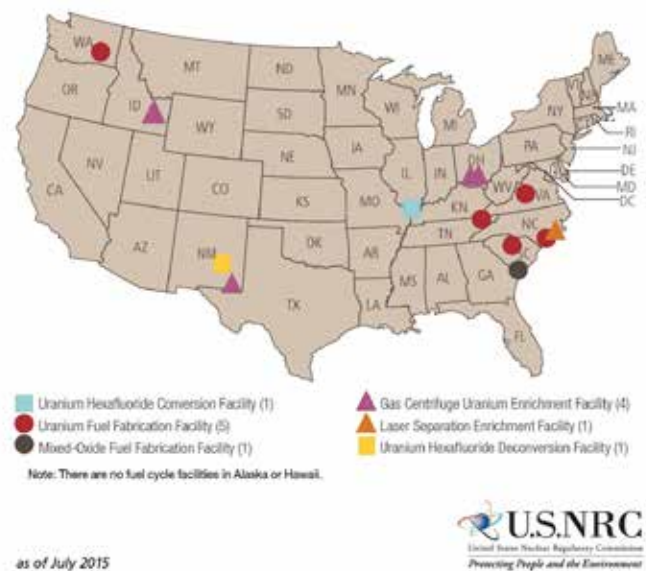 WA
MT
ND
MN
ME
OR
ID
WY
SD
WI
MI
NY
MA
RI
NJ
NV
UT
CO
NE
IA
IL
IN
OH
PA
DE
MD
DC
CA
KS
MO
KN
WV
VA
AZ
NM
OK
AR
TN
NC
TX
LA
MS
AL
GA
FL
Uranium Hexafluoride Conversion Facility (1)
Uranium Fuel Fabrication Facility (5)
Mixed-Oxide Fuel Fabrication Facility (1)
Gas Centrifuge Uranium Enrichment Facility (4)
Laser Separation Enrichment Facility (1)
Uranium Hexafluoride Deconversion Facility (1)
Note: There are no fuel cycle facilities in Alaska or Hawaii.
U.S.NRC
United States Nuclear Regulatory Commission
Protecting People and the Environment
as of July 2015